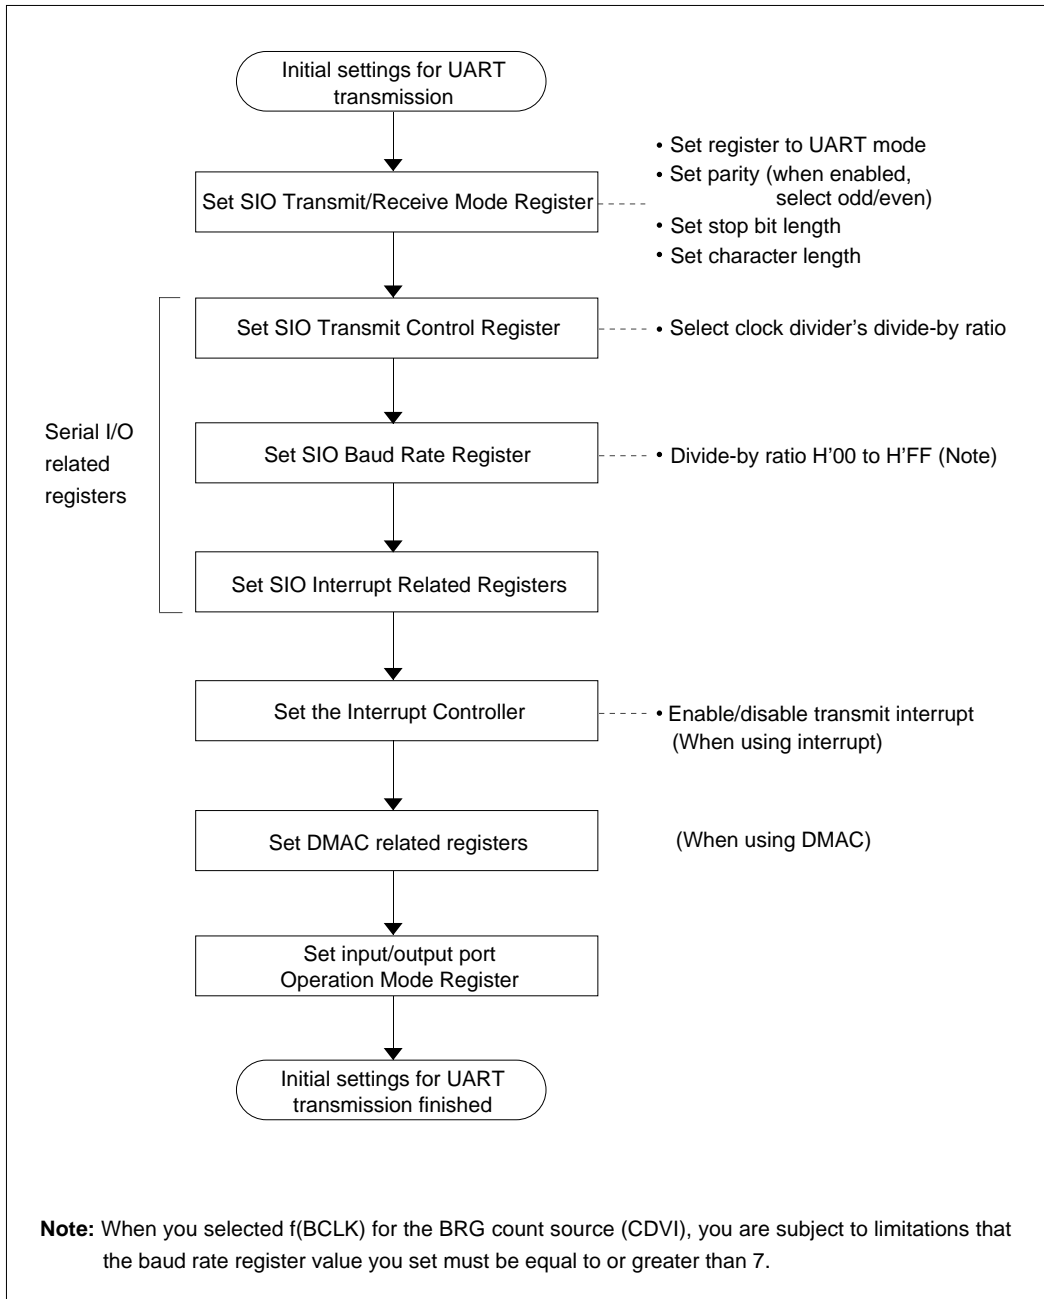 Initial settings for UART
transmission
Set SIO Transmit/Receive Mode Register
• Set register to UART mode
• Set parity (when enabled,
select odd/even)
• Set stop bit length
• Set character length
Serial I/O
related
registers
Set SIO Transmit Control Register
• Select clock divider's divide-by ratio
Set SIO Baud Rate Register
• Divide-by ratio H'00 to H'FF (Note)
Set SIO Interrupt Related Registers
Set the Interrupt Controller
• Enable/disable transmit interrupt
(When using interrupt)
Set DMAC related registers
(When using DMAC)
Set input/output port
Operation Mode Register
Initial settings for UART
transmission finished
Note: When you selected f(BCLK) for the BRG count source (CDVI), you are subject to limitations that
the baud rate register value you set must be equal to or greater than 7.